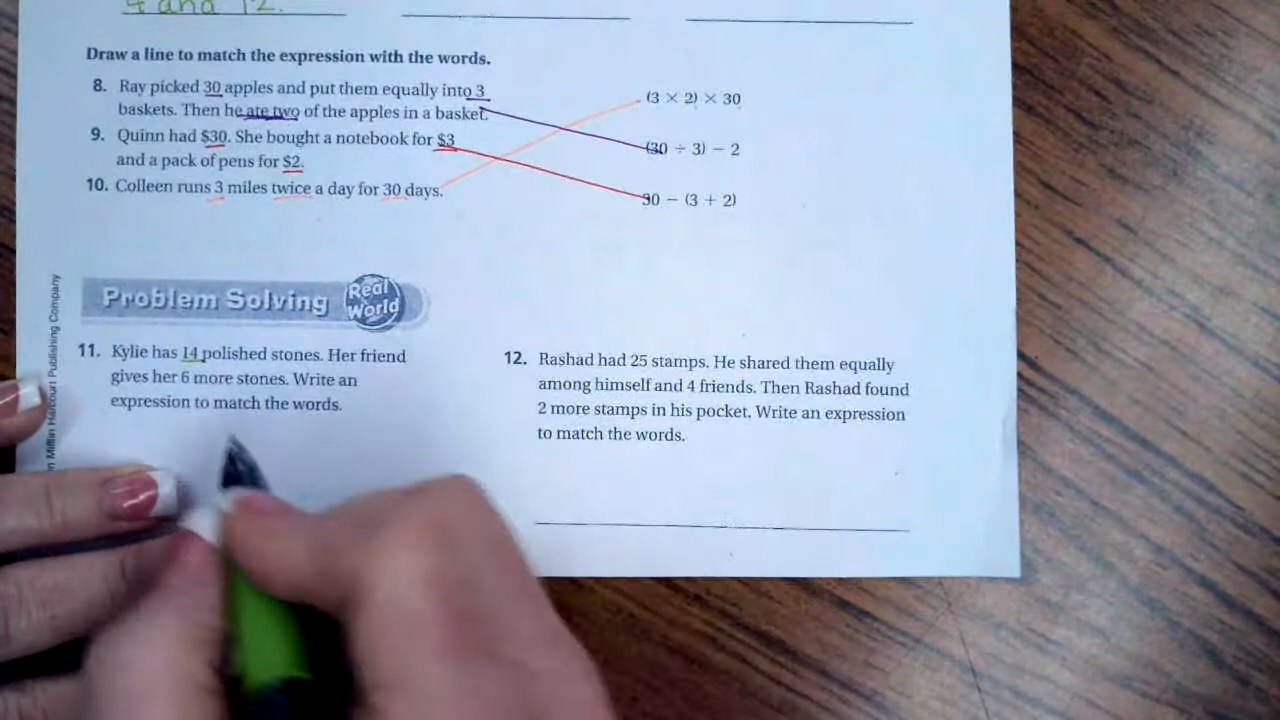 4 and 12.
Draw a line to match the expression with the words.
8. Ray picked 30 apples and put them equally into 3
baskets. Then he ate two of the apples in a basket.
9. Quinn had $30. She bought a notebook for $3
and a pack of pens for $2.
10. Colleen runs 3 miles twice a day for 30 days.
(3 × 2) × 30
(30 ÷ 3) − 2
30 − (3 + 2)
Problem Solving Real World
11. Kylie has 14 polished stones. Her friend
gives her 6 more stones. Write an
expression to match the words.
12. Rashad had 25 stamps. He shared them equally
among himself and 4 friends. Then Rashad found
2 more stamps in his pocket. Write an expression
to match the words.
Mifflin Harcourt Publishing Company